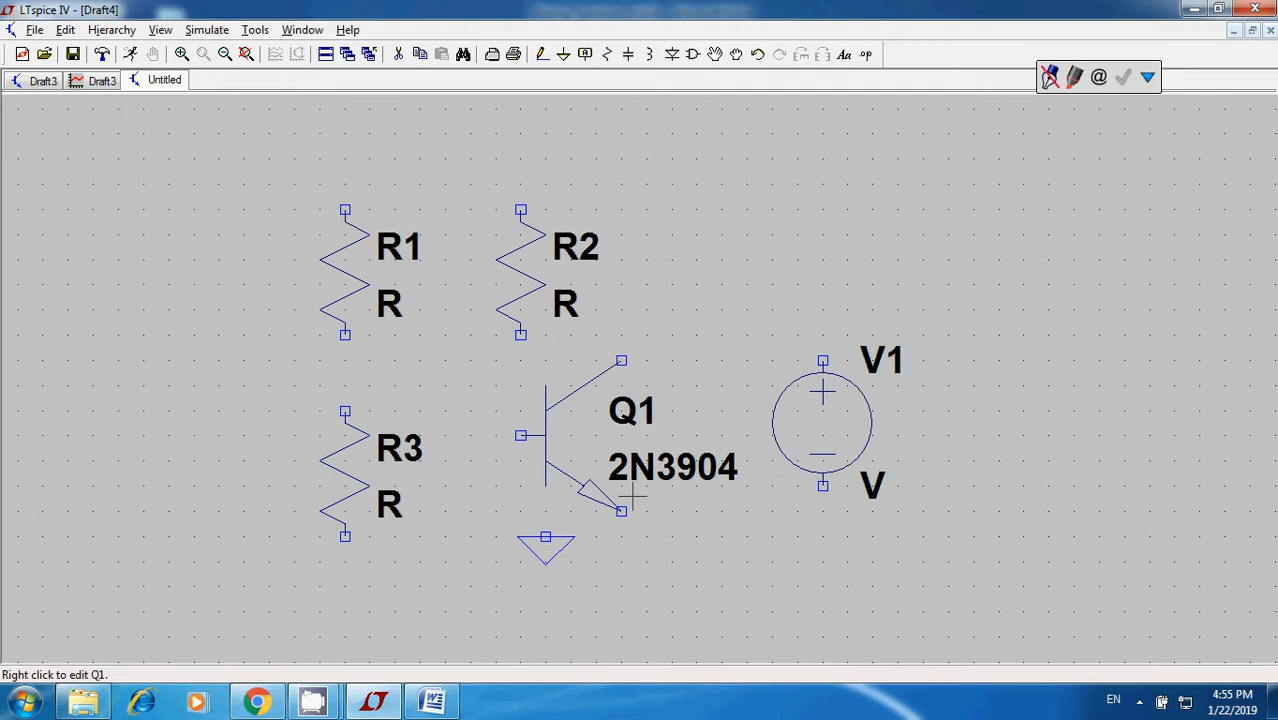 LTspice IV - [Draft4]
File Edit Hierarchy View Simulate Tools Window Help
.op
Draft3 Draft3 Untitled
@
R1 R2
R R
V1
Q1
R3
2N3904
V
R
Right click to edit Q1.
EN
4:55 PM
1/22/2019